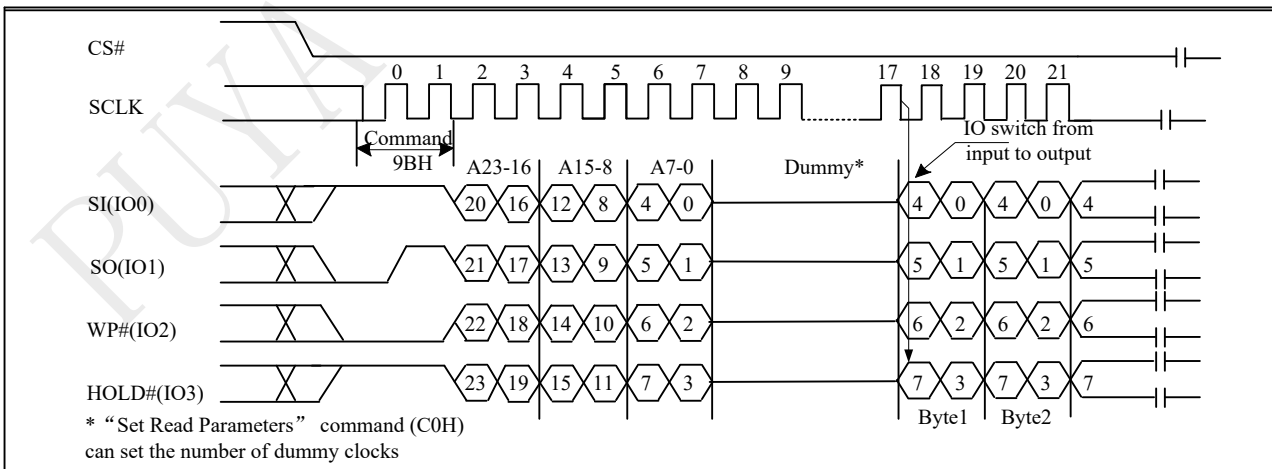 PUYA
CS#
0 1 2 3 4 5 6 7 8 9 17 18 19 20 21
SCLK
Command
9BH
IO switch from
input to output
A23-16 A15-8 A7-0 Dummy*
SI(IO0) 20 16 12 8 4 0 4 0 4 0 4
SO(IO1) 21 17 13 9 5 1 5 1 5 1 5
WP#(IO2) 22 18 14 10 6 2 6 2 6 2 6
HOLD#(IO3) 23 19 15 11 7 3 7 3 7 3 7
Byte1 Byte2
* “Set Read Parameters” command (C0H)
can set the number of dummy clocks